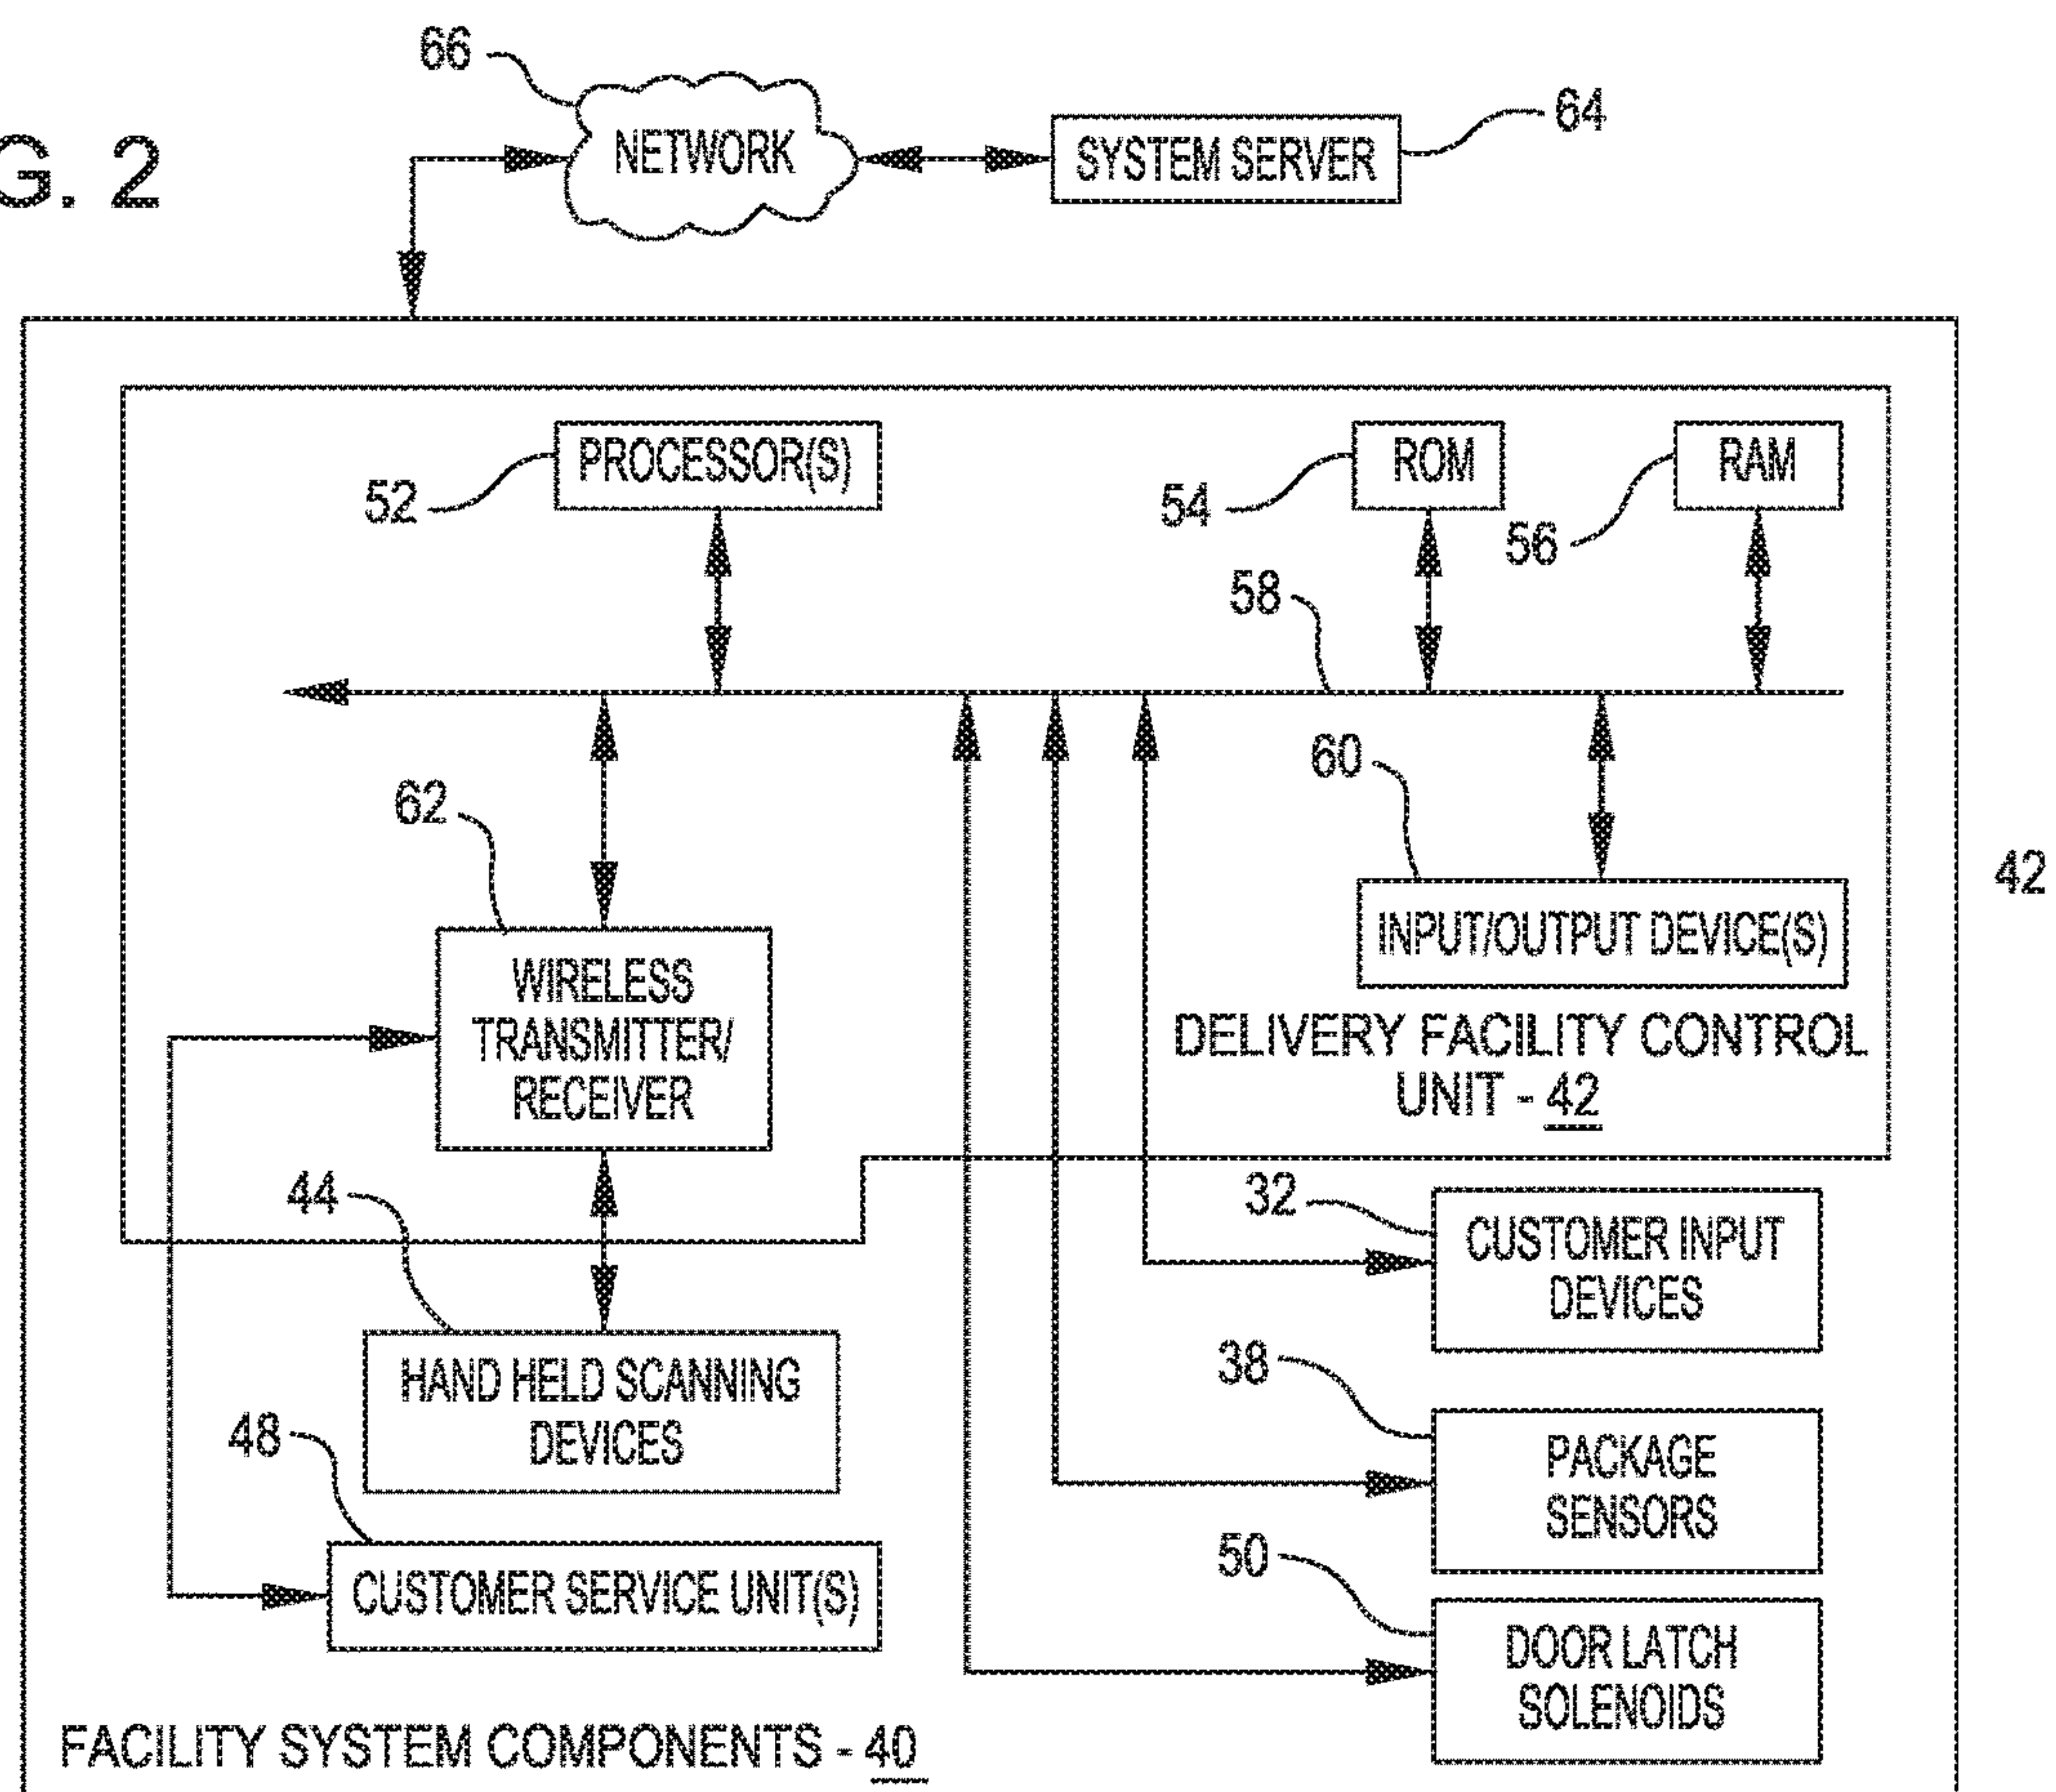 66
NETWORK
SYSTEM SERVER
64
G. 2
PROCESSOR(S)
52
ROM
54
RAM
56
58
60
INPUT/OUTPUT DEVICE(S)
62
WIRELESS
TRANSMITTER/
RECEIVER
DELIVERY FACILITY CONTROL
UNIT - 42
42
44
HAND HELD SCANNING
DEVICES
48
CUSTOMER SERVICE UNIT(S)
32
CUSTOMER INPUT
DEVICES
38
PACKAGE
SENSORS
50
DOOR LATCH
SOLENOIDS
FACILITY SYSTEM COMPONENTS - 40